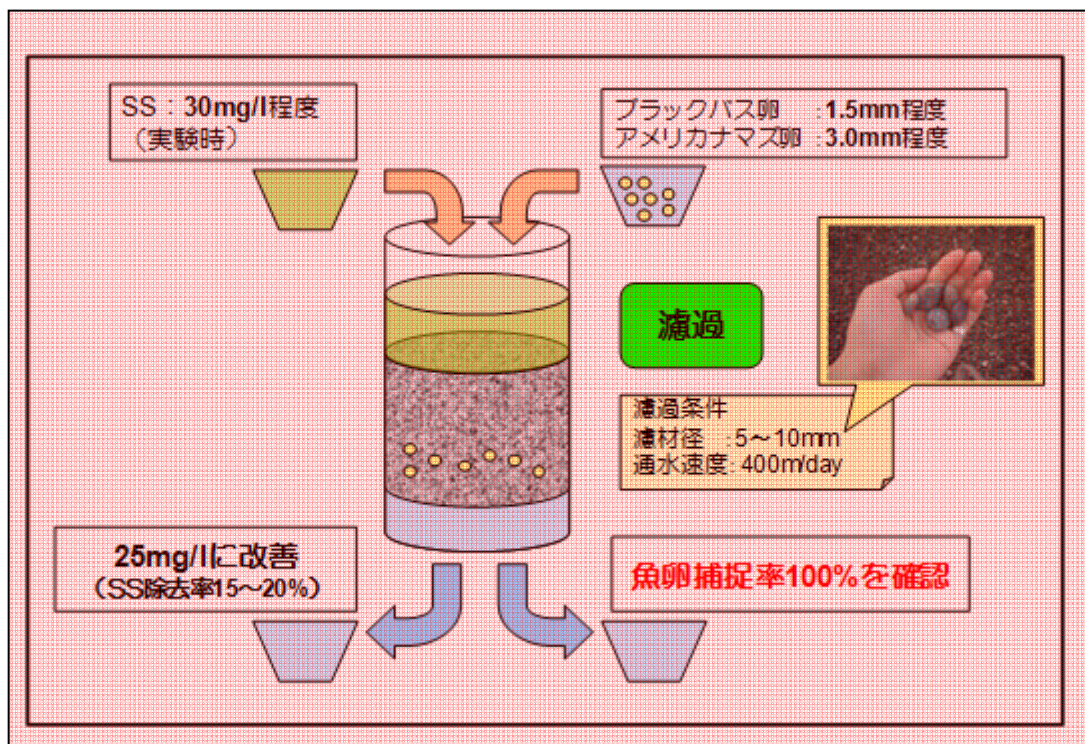 SS：30mg/l程度
（実験時）
ブラックバス卵　：1.5mm程度
アメリカナマズ卵：3.0mm程度
濾過
濾過条件
濾材径　：5～10mm
通水速度：400m/day
25mg/lに改善
（SS除去率15～20%）
魚卵捕捉率100%を確認